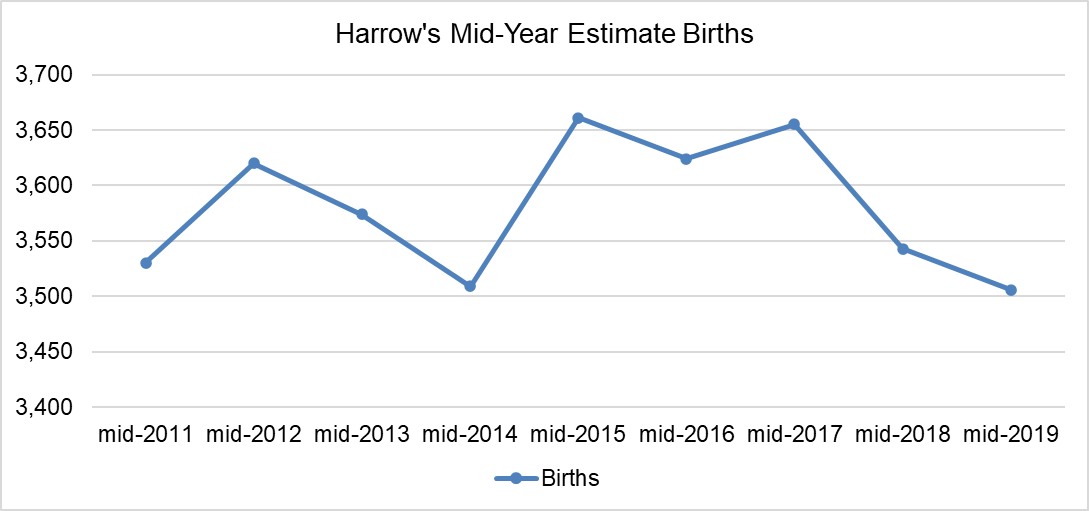 Harrow's Mid-Year Estimate Births
3,700
3,650
3,600
3,550
3,500
3,450
3,400
mid-2011 mid-2012 mid-2013 mid-2014 mid-2015 mid-2016 mid-2017 mid-2018 mid-2019
Births